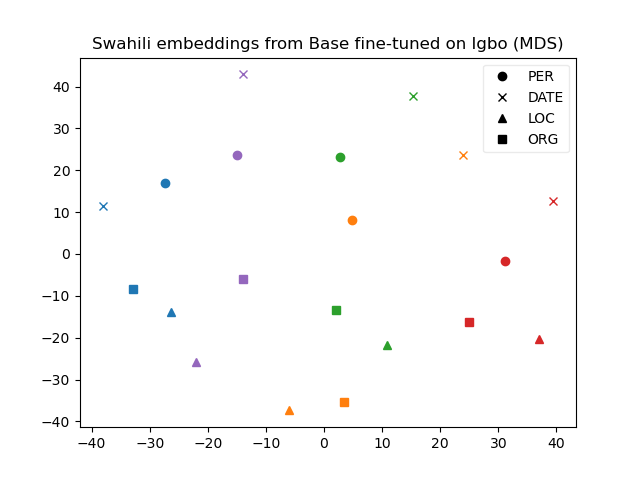 Swahili embeddings from Base fine-tuned on Igbo (MDS)
PER
DATE
LOC
ORG
40
30
20
10
0
−10
−20
−30
−40
−40 −30 −20 −10 0 10 20 30 40